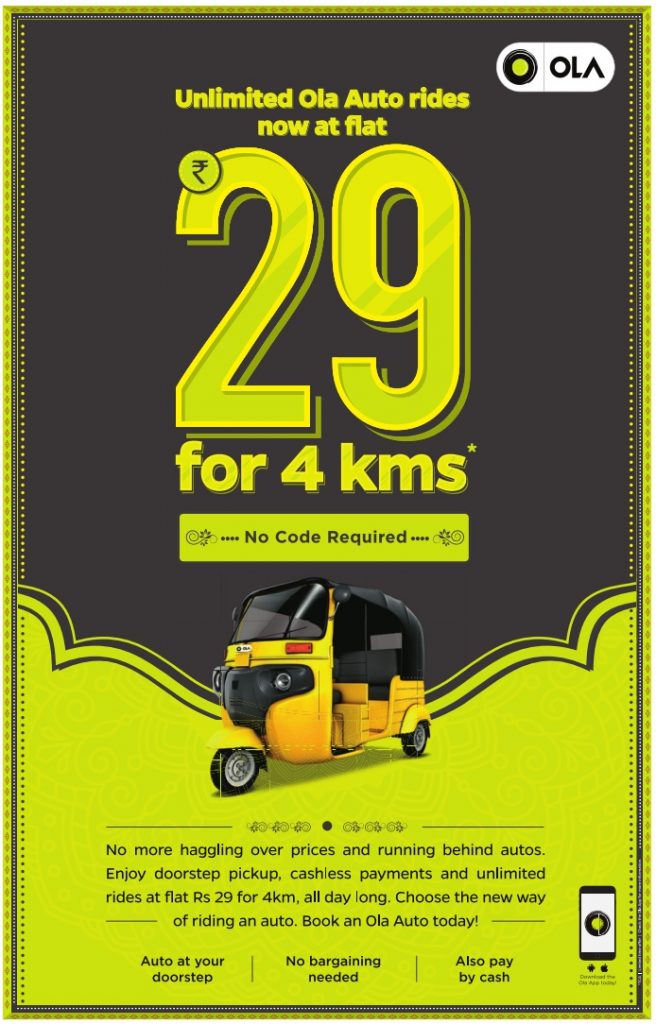 OLA
Unlimited Ola Auto rides
now at flat
₹
29
for 4 kms*
•••• No Code Required ••••
OLA
No more haggling over prices and running behind autos.
Enjoy doorstep pickup, cashless payments and unlimited
rides at flat Rs 29 for 4km, all day long. Choose the new way
of riding an auto. Book an Ola Auto today!
Auto at your
doorstep
No bargaining
needed
Also pay
by cash
Download the
Ola App today!